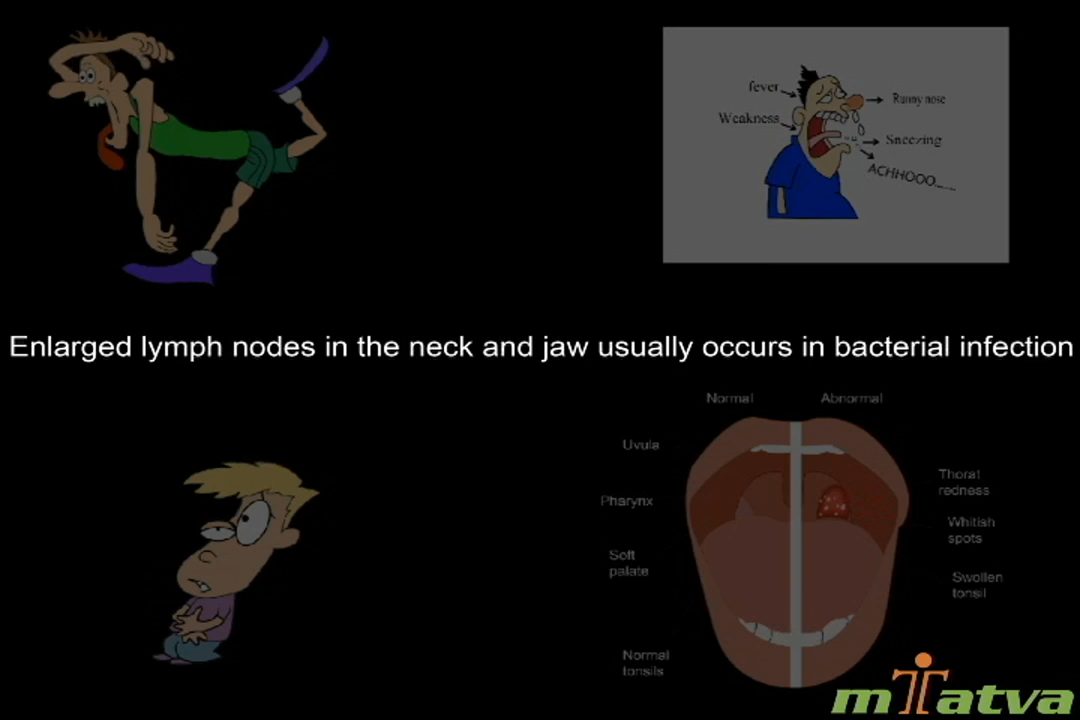 fever
Runny nose
Weakness
Sneezing
ACHHOOO....
Enlarged lymph nodes in the neck and jaw usually occurs in bacterial infection
Normal
Abnormal
Uvula
Thorat
redness
Pharynx
Whitish
spots
Soft
palate
Swollen
tonsil
Normal
tonsils
mTatva